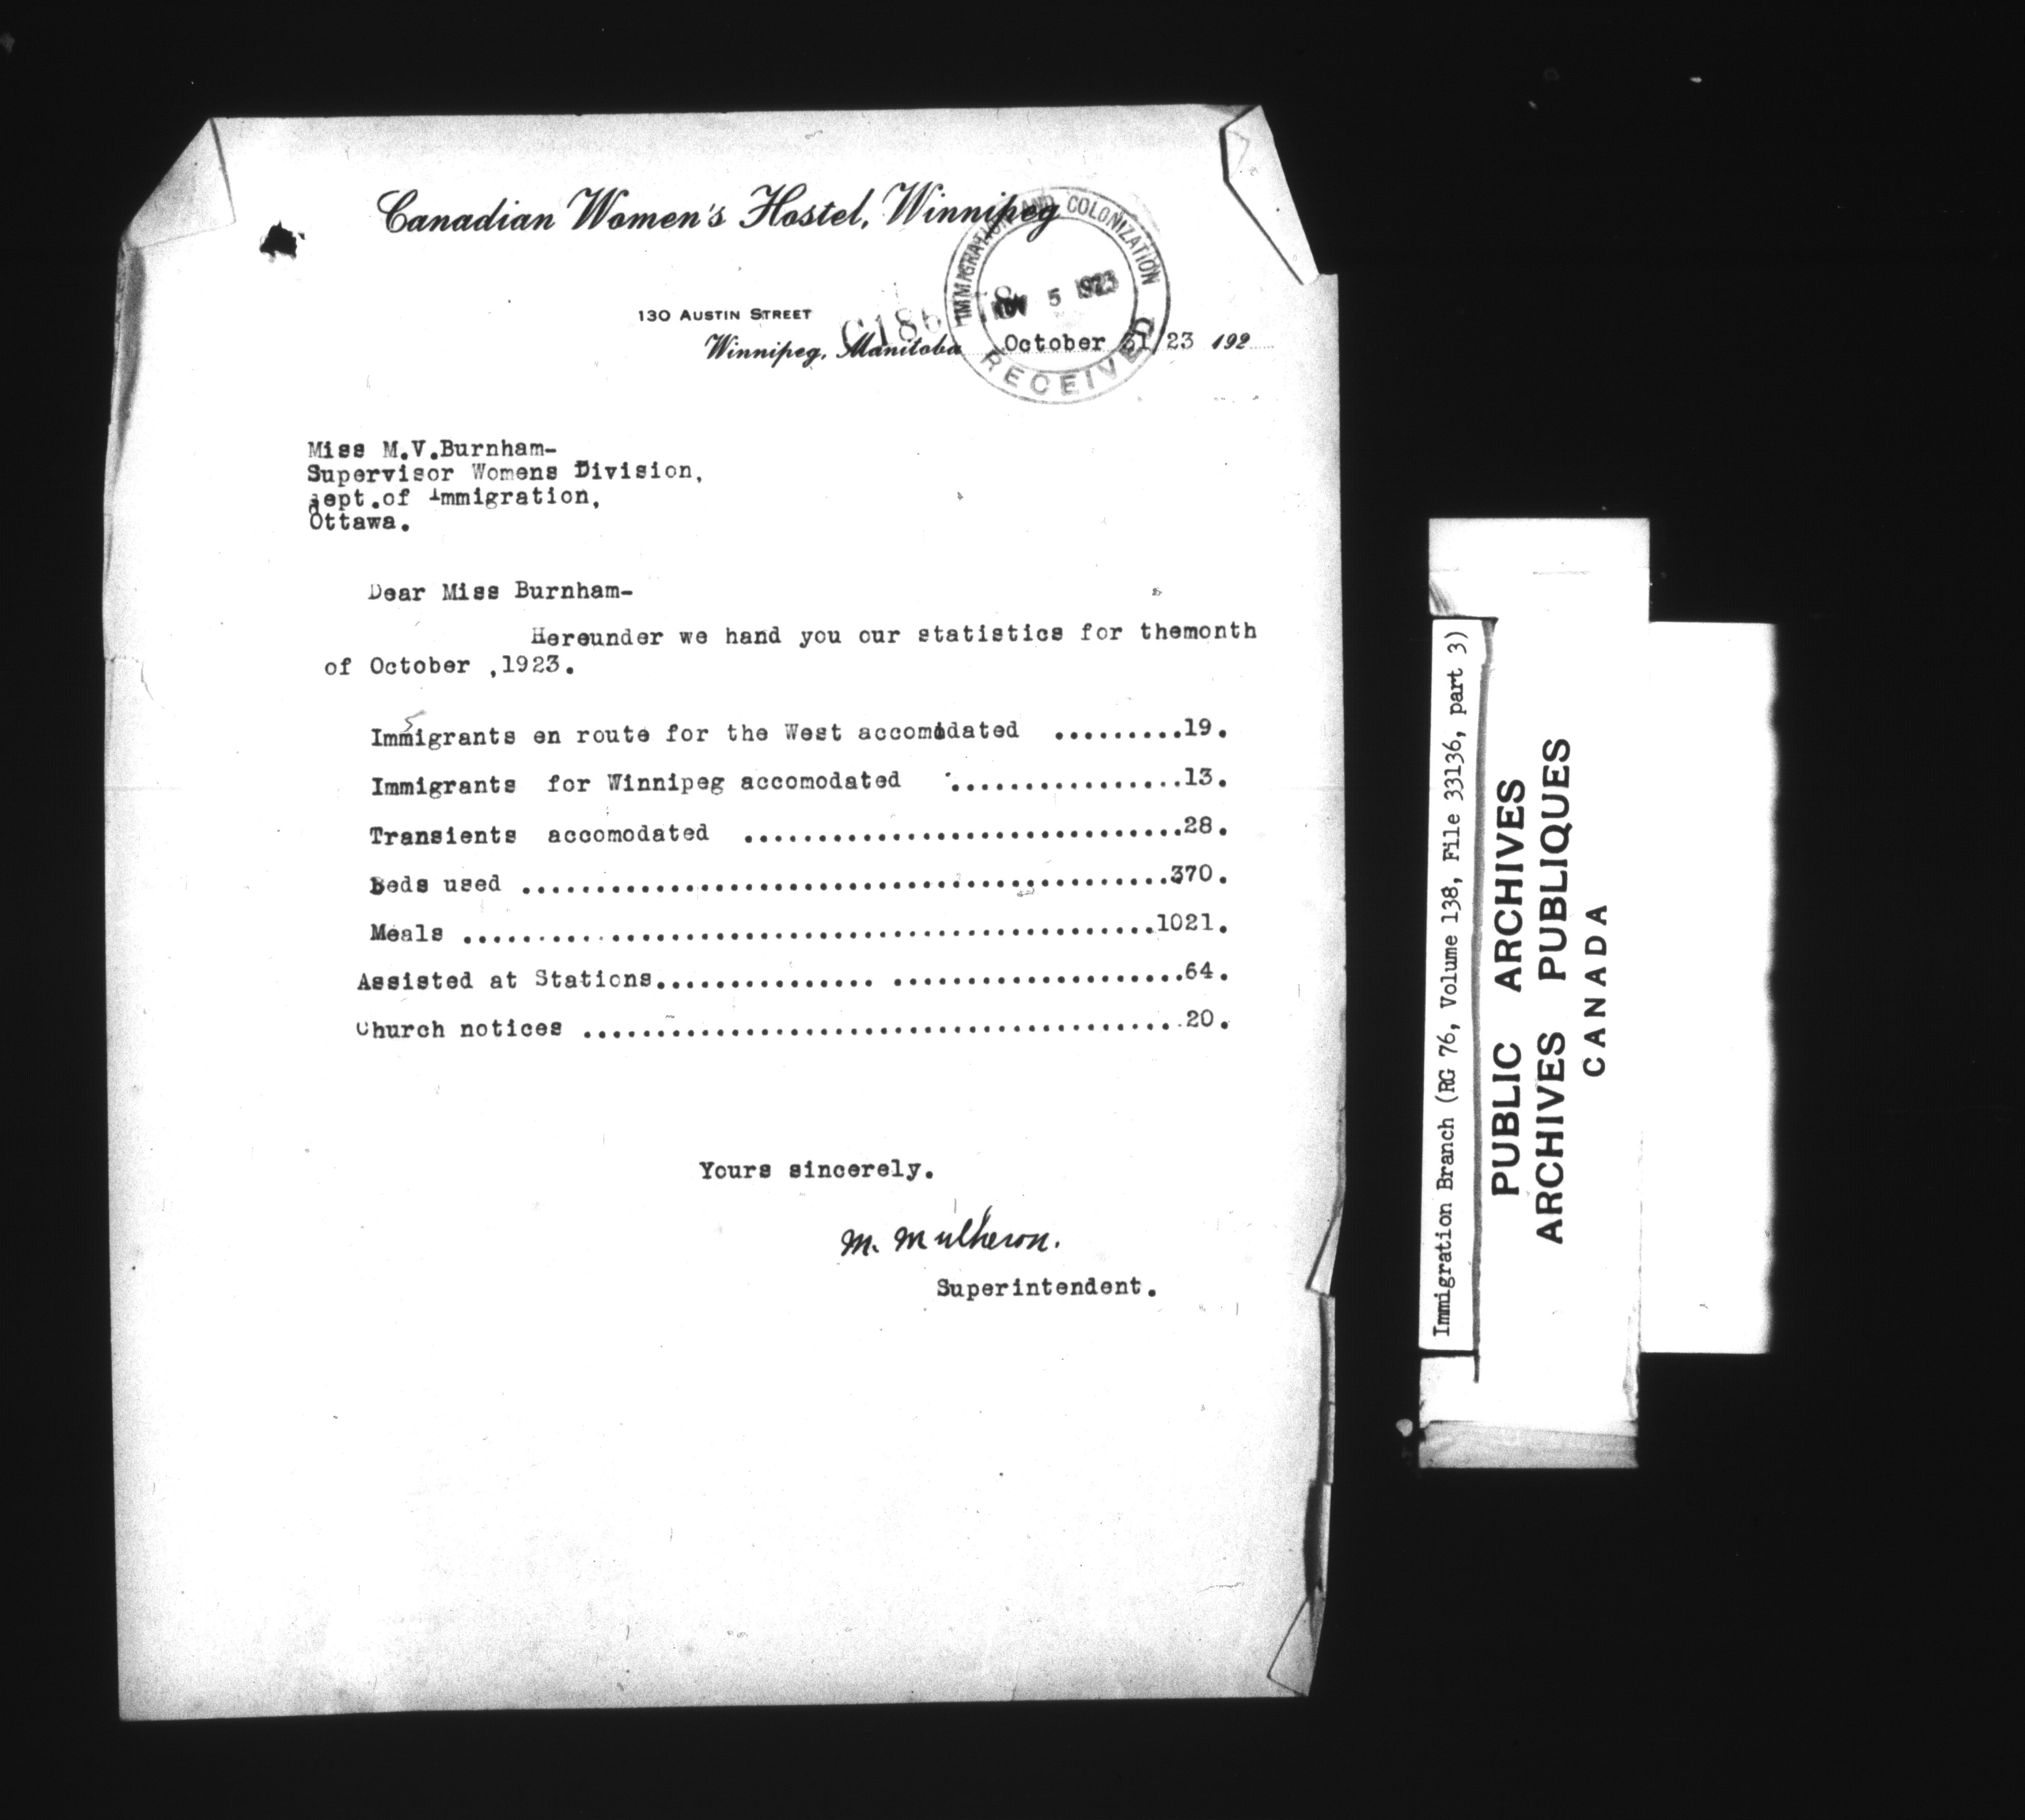 Canadian Women's Hostel, Winnipeg
IMMIGRATION AND COLONIZATION
NOV 5 1923
RECEIVED
130 AUSTIN STREET
Winnipeg, Manitoba October 31/23 192
Miss M.V.Burnham-
Supervisor Womens Division,
dept.of Immigration,
Ottawa.
Dear Miss Burnham-
Hereunder we hand you our statistics for themonth
of October ,1923.
Immigrants en route for the West accomodated .........19.
Immigrants for Winnipeg accomodated ................13.
Transients accomodated ..............................28.
Beds used ............................................370.
Meals ...............................................1021.
Assisted at Stations............... ....................64.
Church notices .........................................20.
Yours sincerely.
M. Mulheron.
Superintendent.
Immigration Branch (RG 76, Volume 138, File 33136, part 3)
PUBLIC ARCHIVES
ARCHIVES PUBLIQUES
CANADA